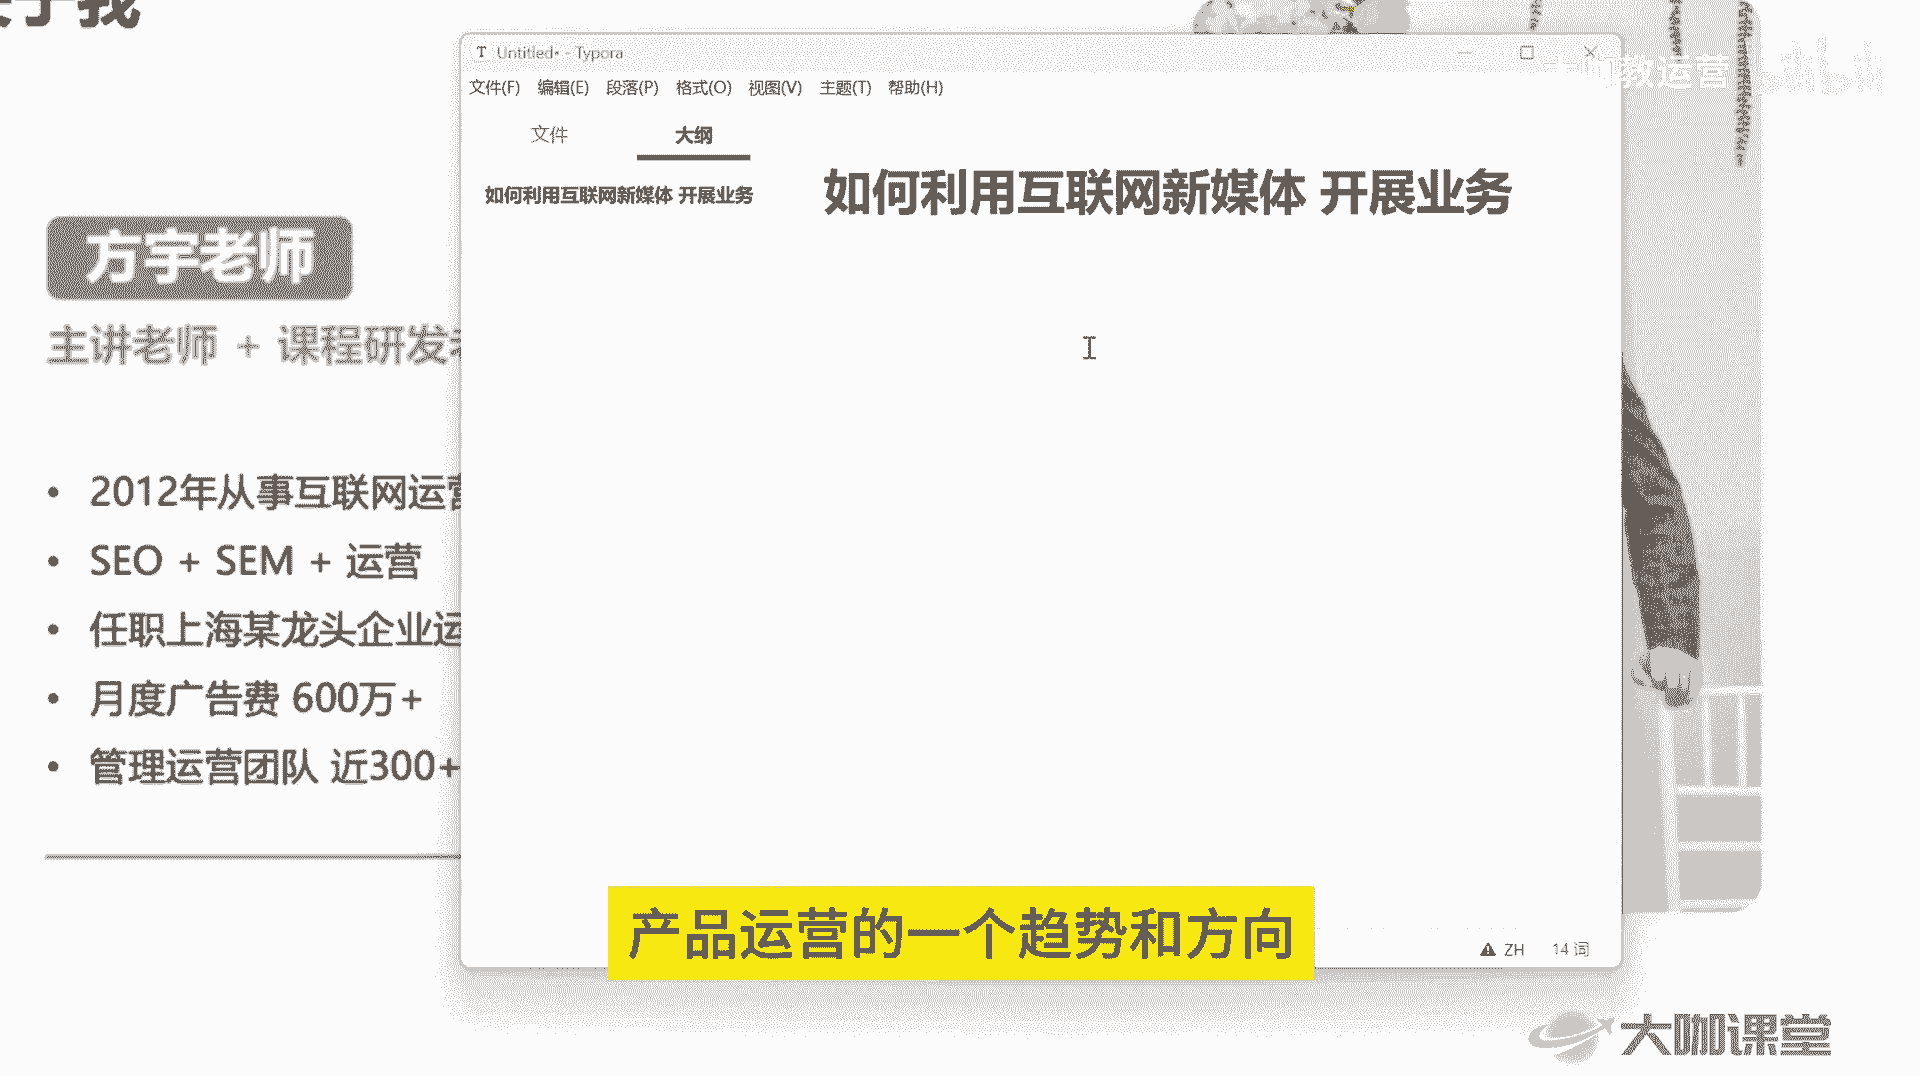 关于我
Untitled• - Typora
文件(F) 编辑(E) 段落(P) 格式(O) 视图(V) 主题(T) 帮助(H)
教运营
文件 大纲
如何利用互联网新媒体 开展业务
如何利用互联网新媒体 开展业务
方宇老师
主讲老师 + 课程研发
2012年从事互联网运营
SEO + SEM + 运营
任职上海某龙头企业运
月度广告费 600万+
管理运营团队 近300+
产品运营的一个趋势和方向
ZH 14 词
大咖课堂